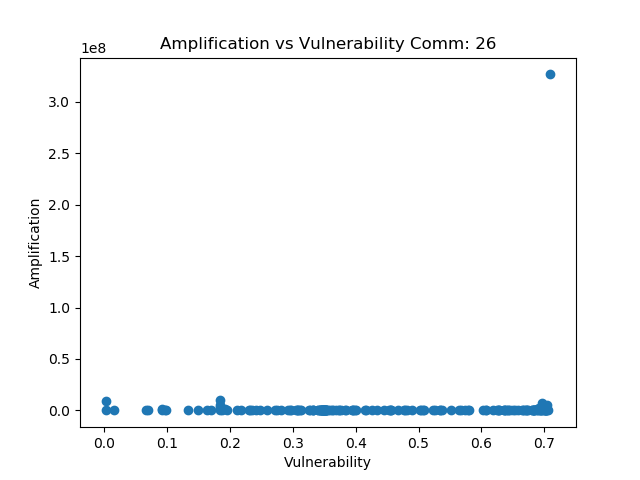 Amplification vs Vulnerability Comm: 26
1e8
3.0
2.5
2.0
1.5
1.0
0.5
0.0
Amplification
0.0 0.1 0.2 0.3 0.4 0.5 0.6 0.7
Vulnerability